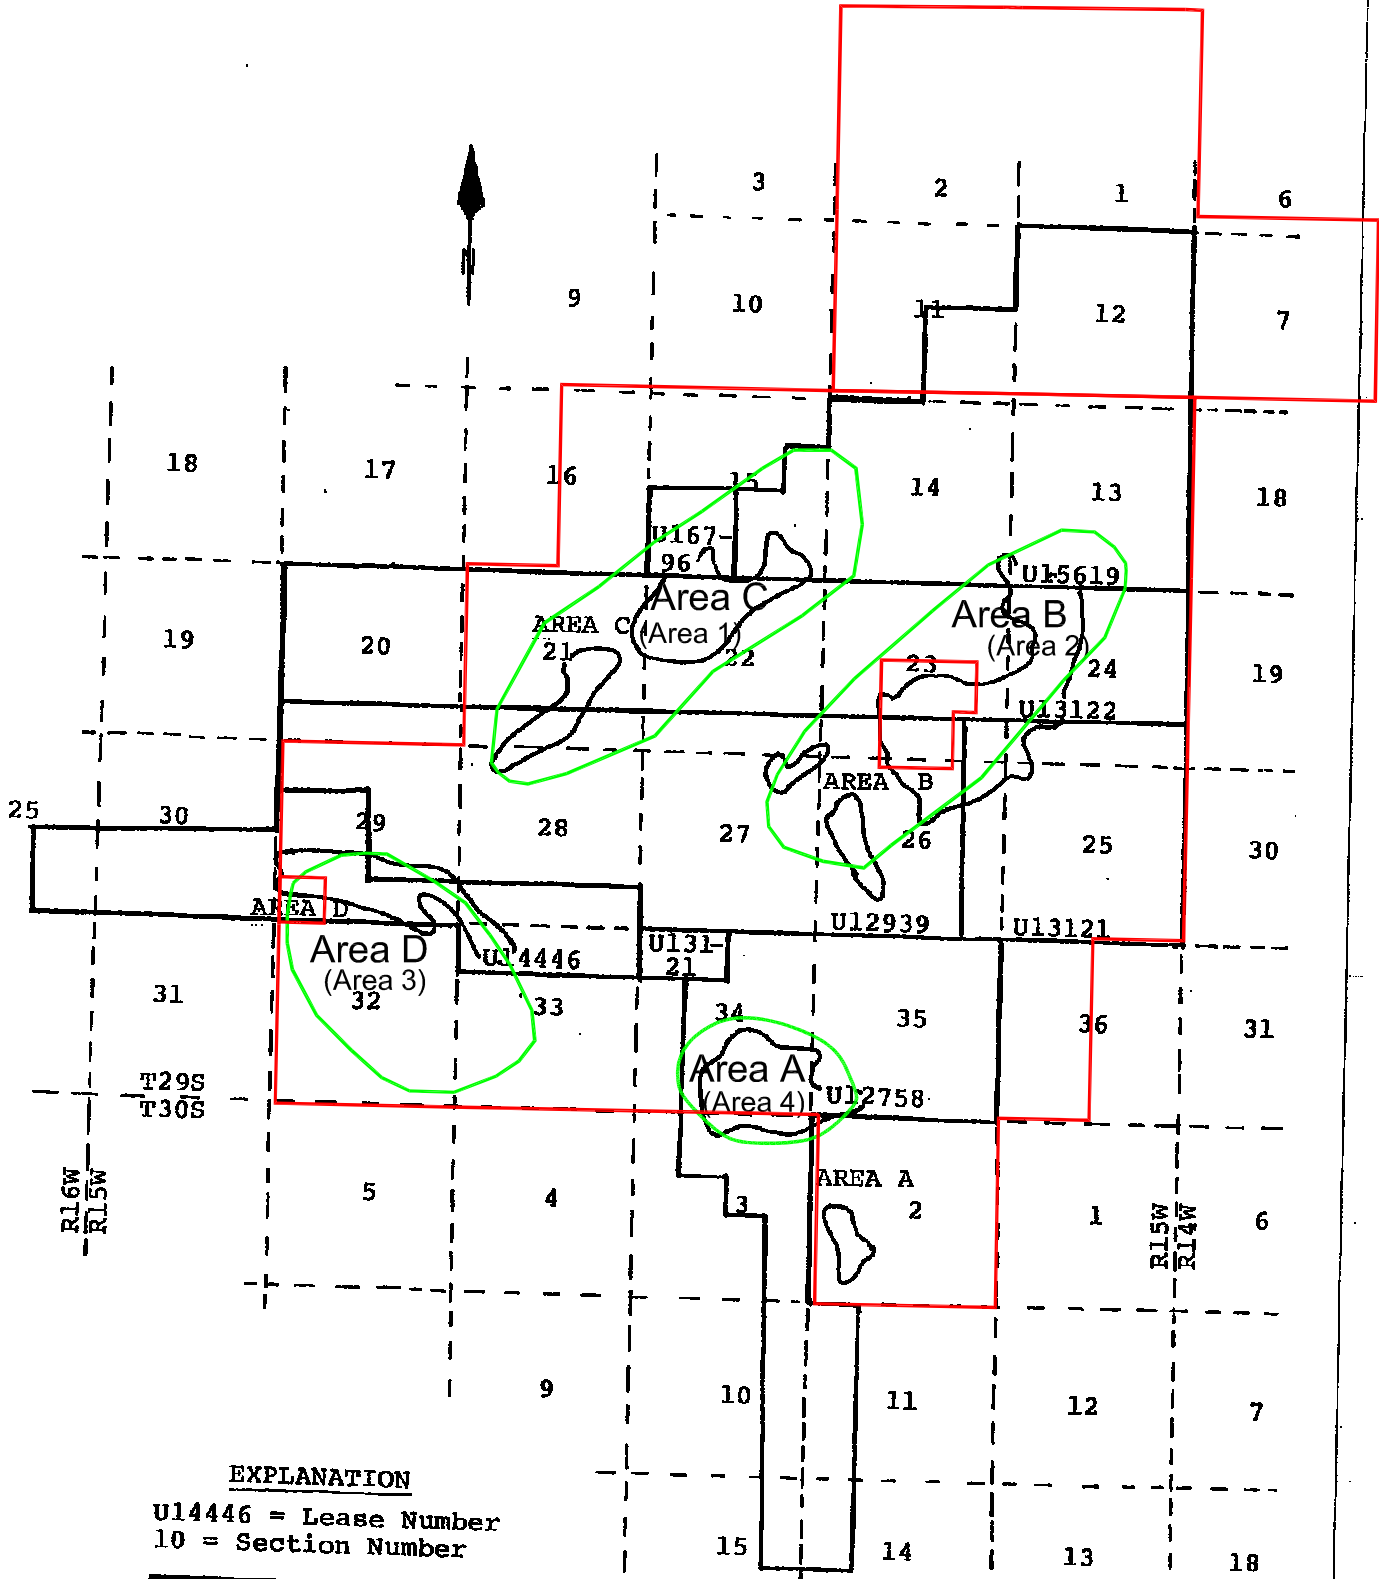 3
2
1
6
N
9
10
11
12
7
18
17
16
15
14
13
18
U167-
96
U15619
Area C
(Area 1)
AREA C
Area B
(Area 2)
19
20
21
22
23
24
19
U13122
AREA B
25
30
29
28
27
26
25
30
AREA D
U12939
U13121
Area D
(Area 3)
U14446
U131-
21
31
32
33
34
35
36
31
Area A
(Area 4)
U12758
T29S
T30S
R16W
R15W
5
4
3
AREA A
2
1
R15W
R14W
6
9
10
11
12
7
EXPLANATION
U14446 = Lease Number
10 = Section Number
15
14
13
18